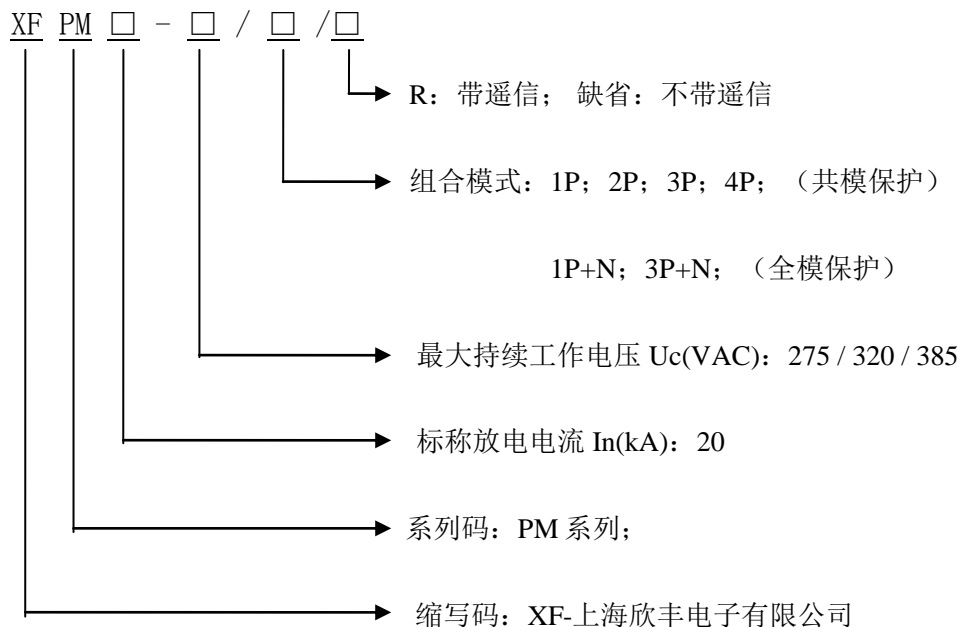 XF PM □ - □ / □ /□
R：带遥信； 缺省：不带遥信
组合模式：1P；2P；3P；4P；（共模保护）
1P+N；3P+N；（全模保护）
最大持续工作电压 Uc(VAC)：275 / 320 / 385
标称放电电流 In(kA)：20
系列码：PM 系列；
缩写码：XF-上海欣丰电子有限公司